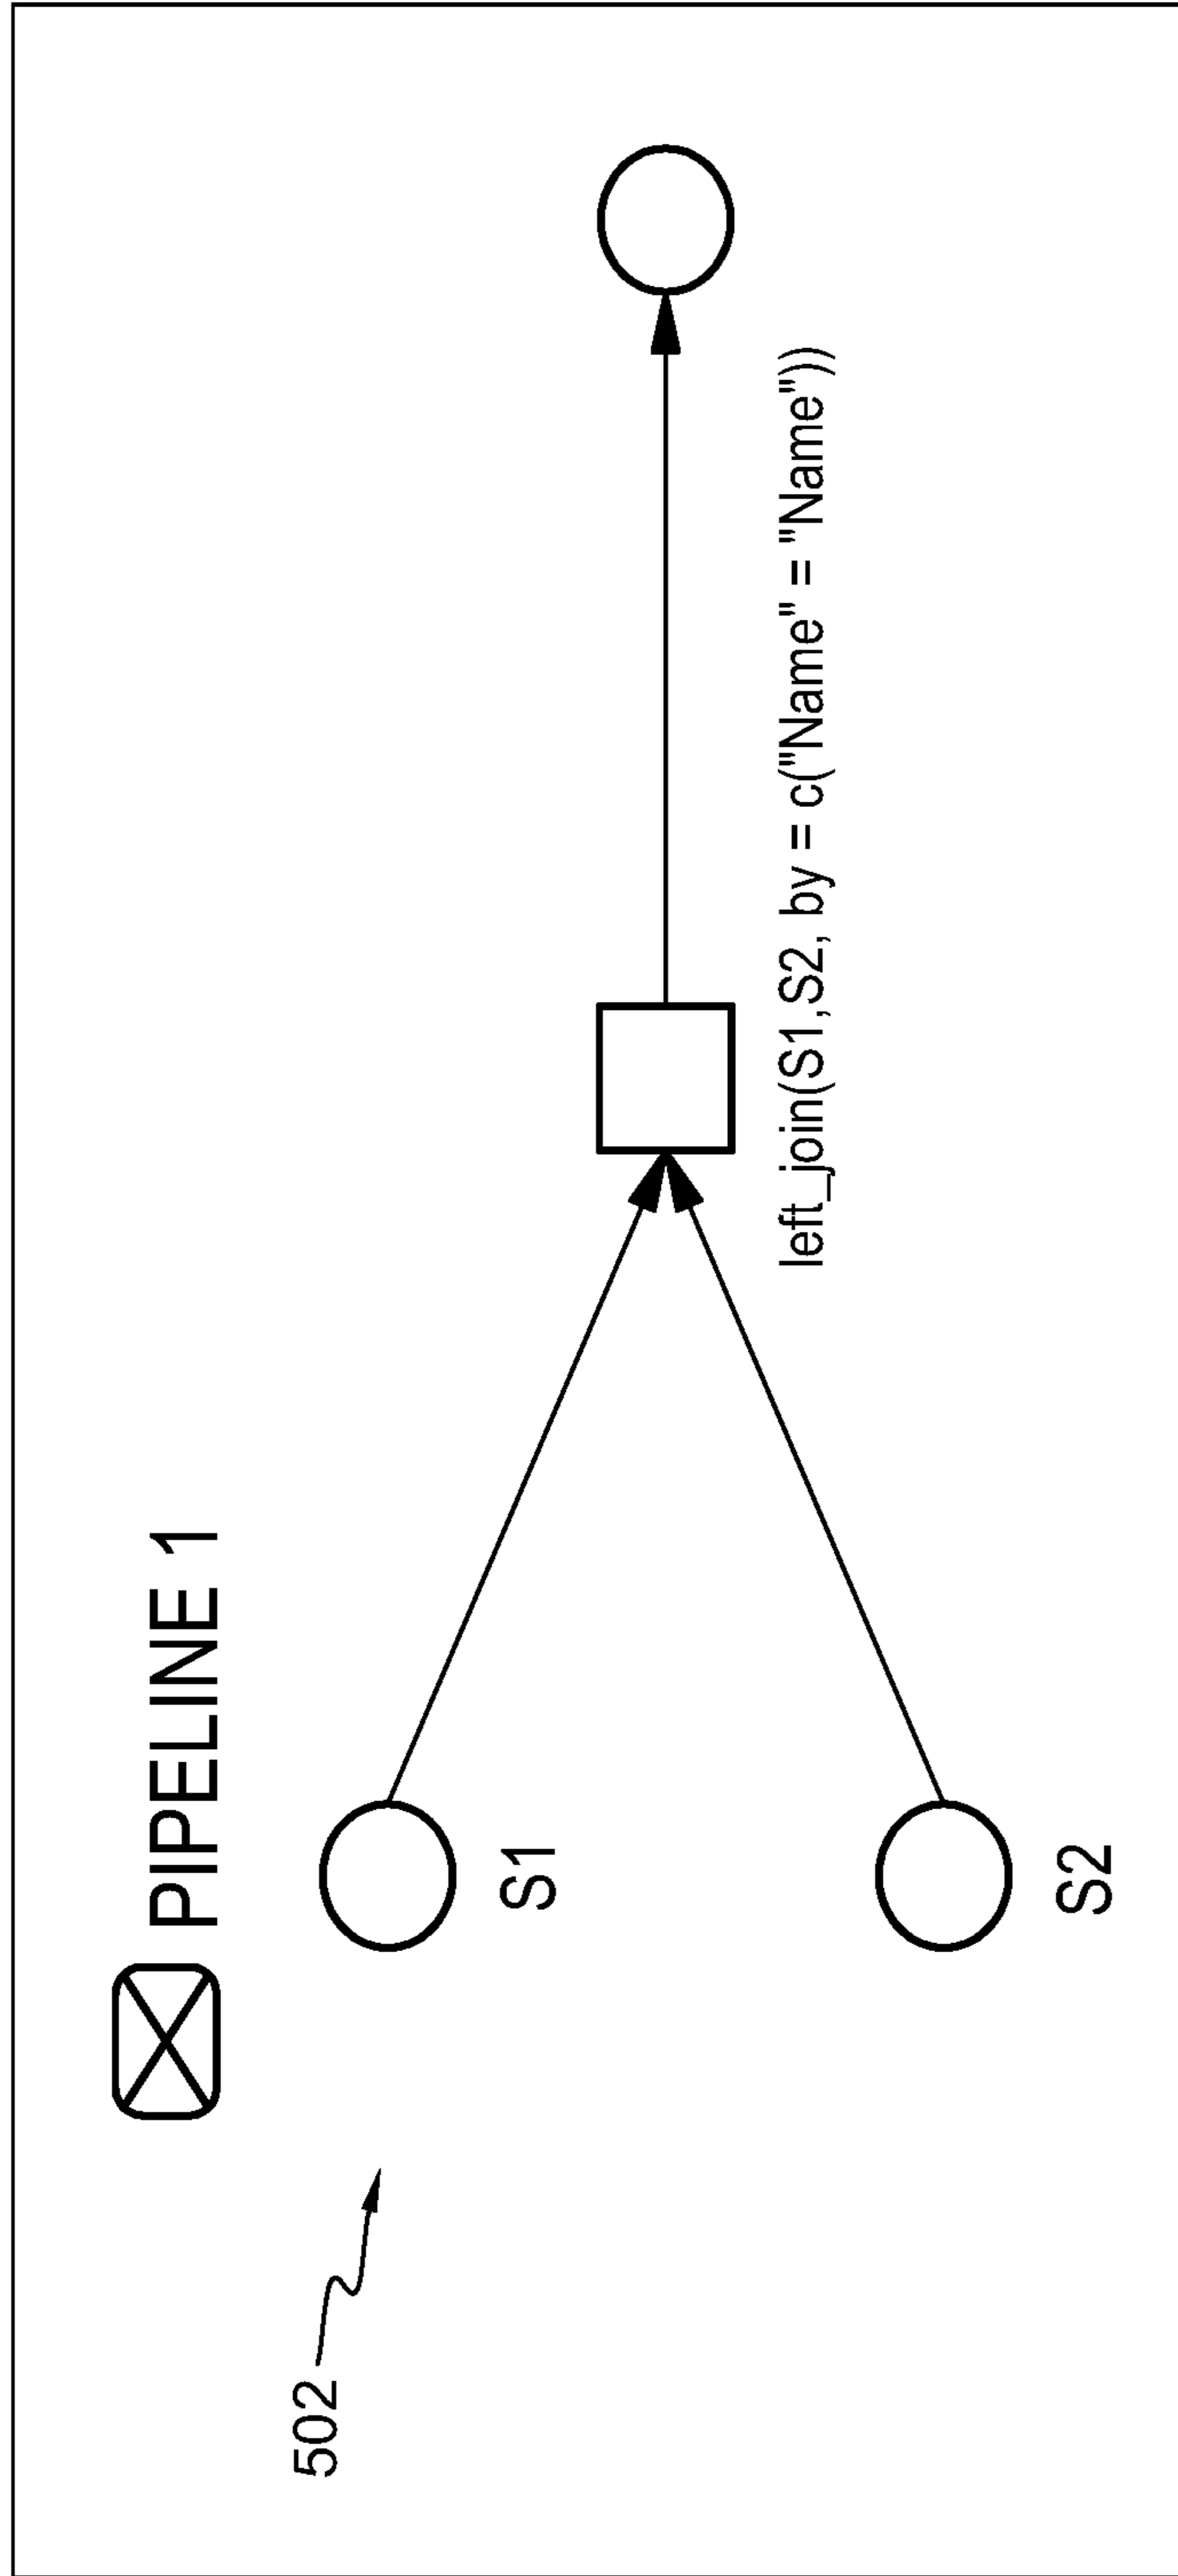 PIPELINE 1
502
S1
left_join(S1,S2, by = c("Name" = "Name"))
S2